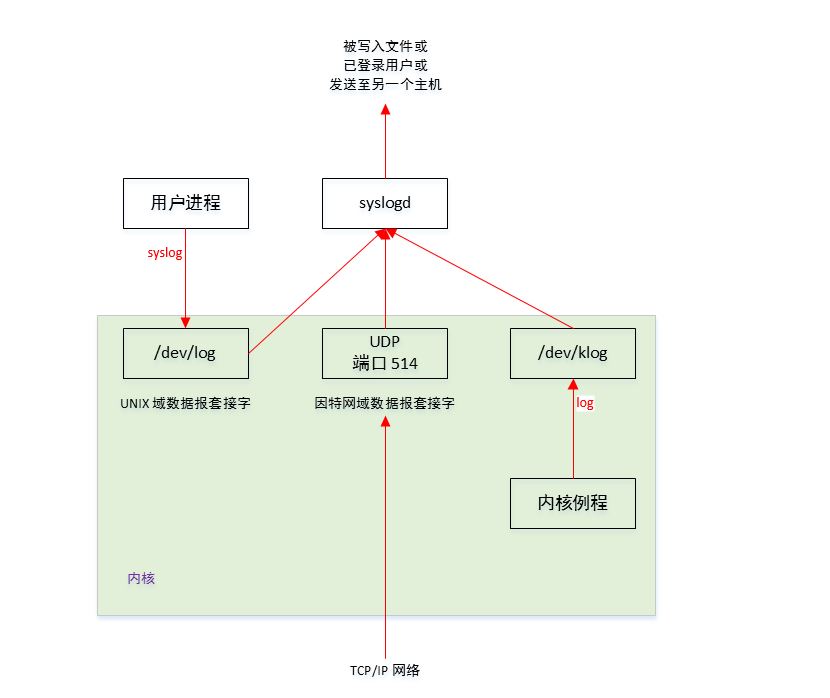 被写入文件或
已登录用户或
发送至另一个主机
用户进程
syslogd
syslog
/dev/log
UDP
端口 514
/dev/klog
UNIX 域数据报套接字
因特网域数据报套接字
log
内核例程
内核
TCP/IP 网络